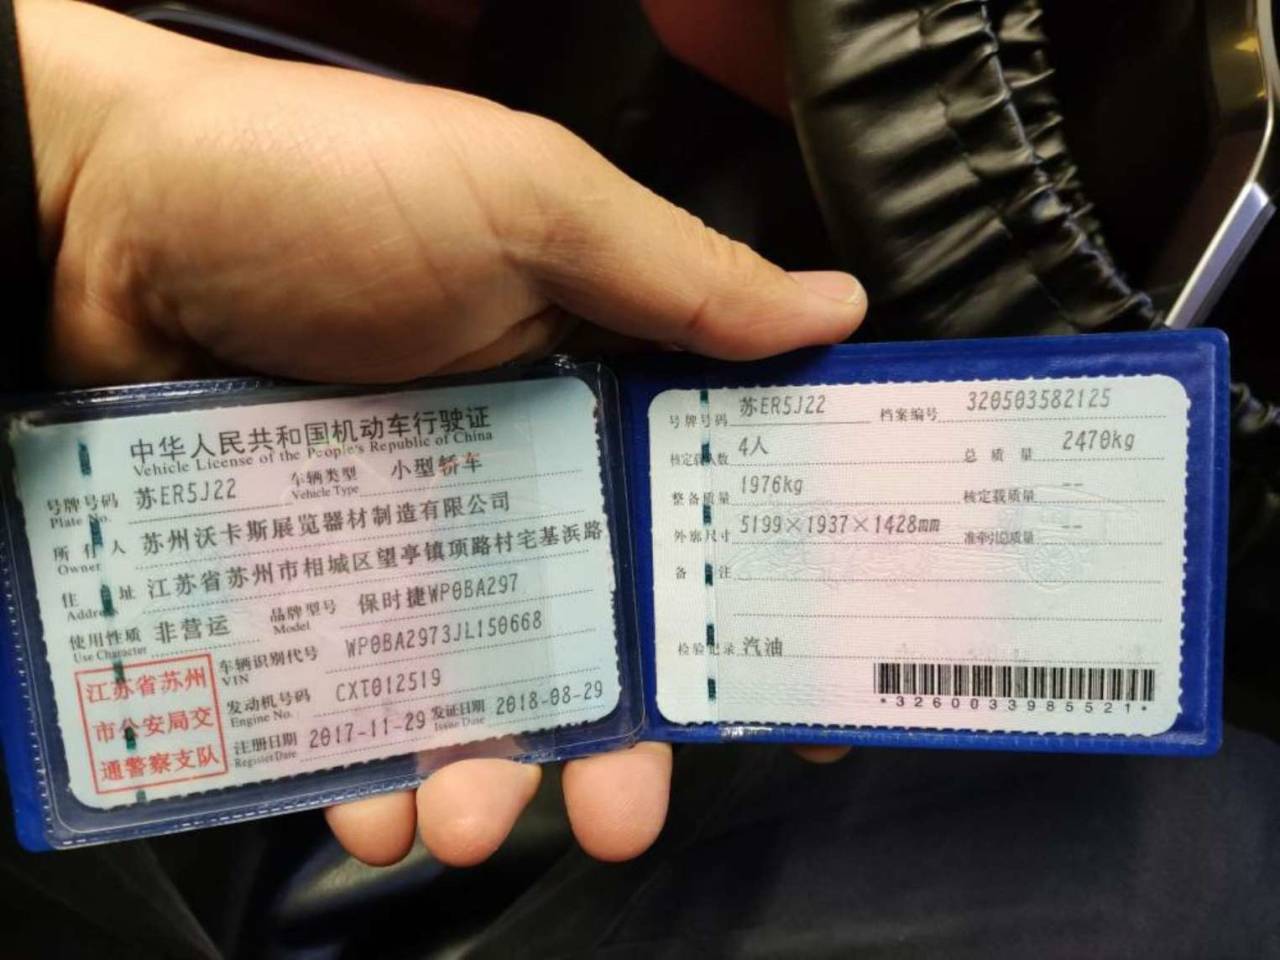 中华人民共和国机动车行驶证
Vehicle License of the People's Republic of China
号牌号码 苏ER5J22 车辆类型 小型轿车
Plate No. Vehicle Type
所有人 苏州沃卡斯展览器材制造有限公司
Owner
住址 江苏省苏州市相城区望亭镇项路村宅基浜路
Address
使用性质 非营运 品牌型号 保时捷WP0BA297
Use Character Model
江苏省苏州
市公安局交
通警察支队
车辆识别代号 WP0BA2973JL150668
VIN
发动机号码 CXT012519
Engine No.
注册日期 2017-11-29 发证日期 2018-08-29
Register Date Issue Date
号牌号码 苏ER5J22 档案编号 320503582125
核定载人数 4人 总质量 2470kg
整备质量 1976kg 核定载质量 --
外廓尺寸 5199×1937×1428mm 准牵引总质量 --
备注
检验记录 汽油
*3260033985521*